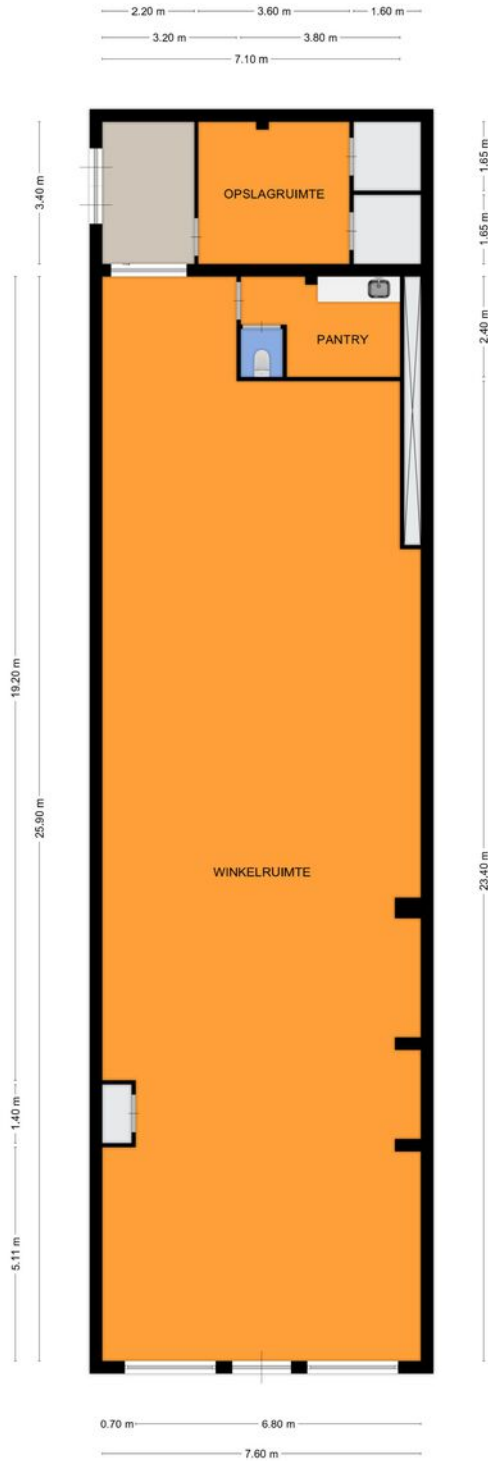 2.20 m
3.60 m
1.60 m
3.20 m
3.80 m
7.10 m
3.40 m
1.65 m
1.65 m
OPSLAGRUIMTE
2.40 m
PANTRY
19.20 m
25.90 m
23.40 m
WINKELRUIMTE
1.40 m
5.11 m
0.70 m
6.80 m
7.60 m